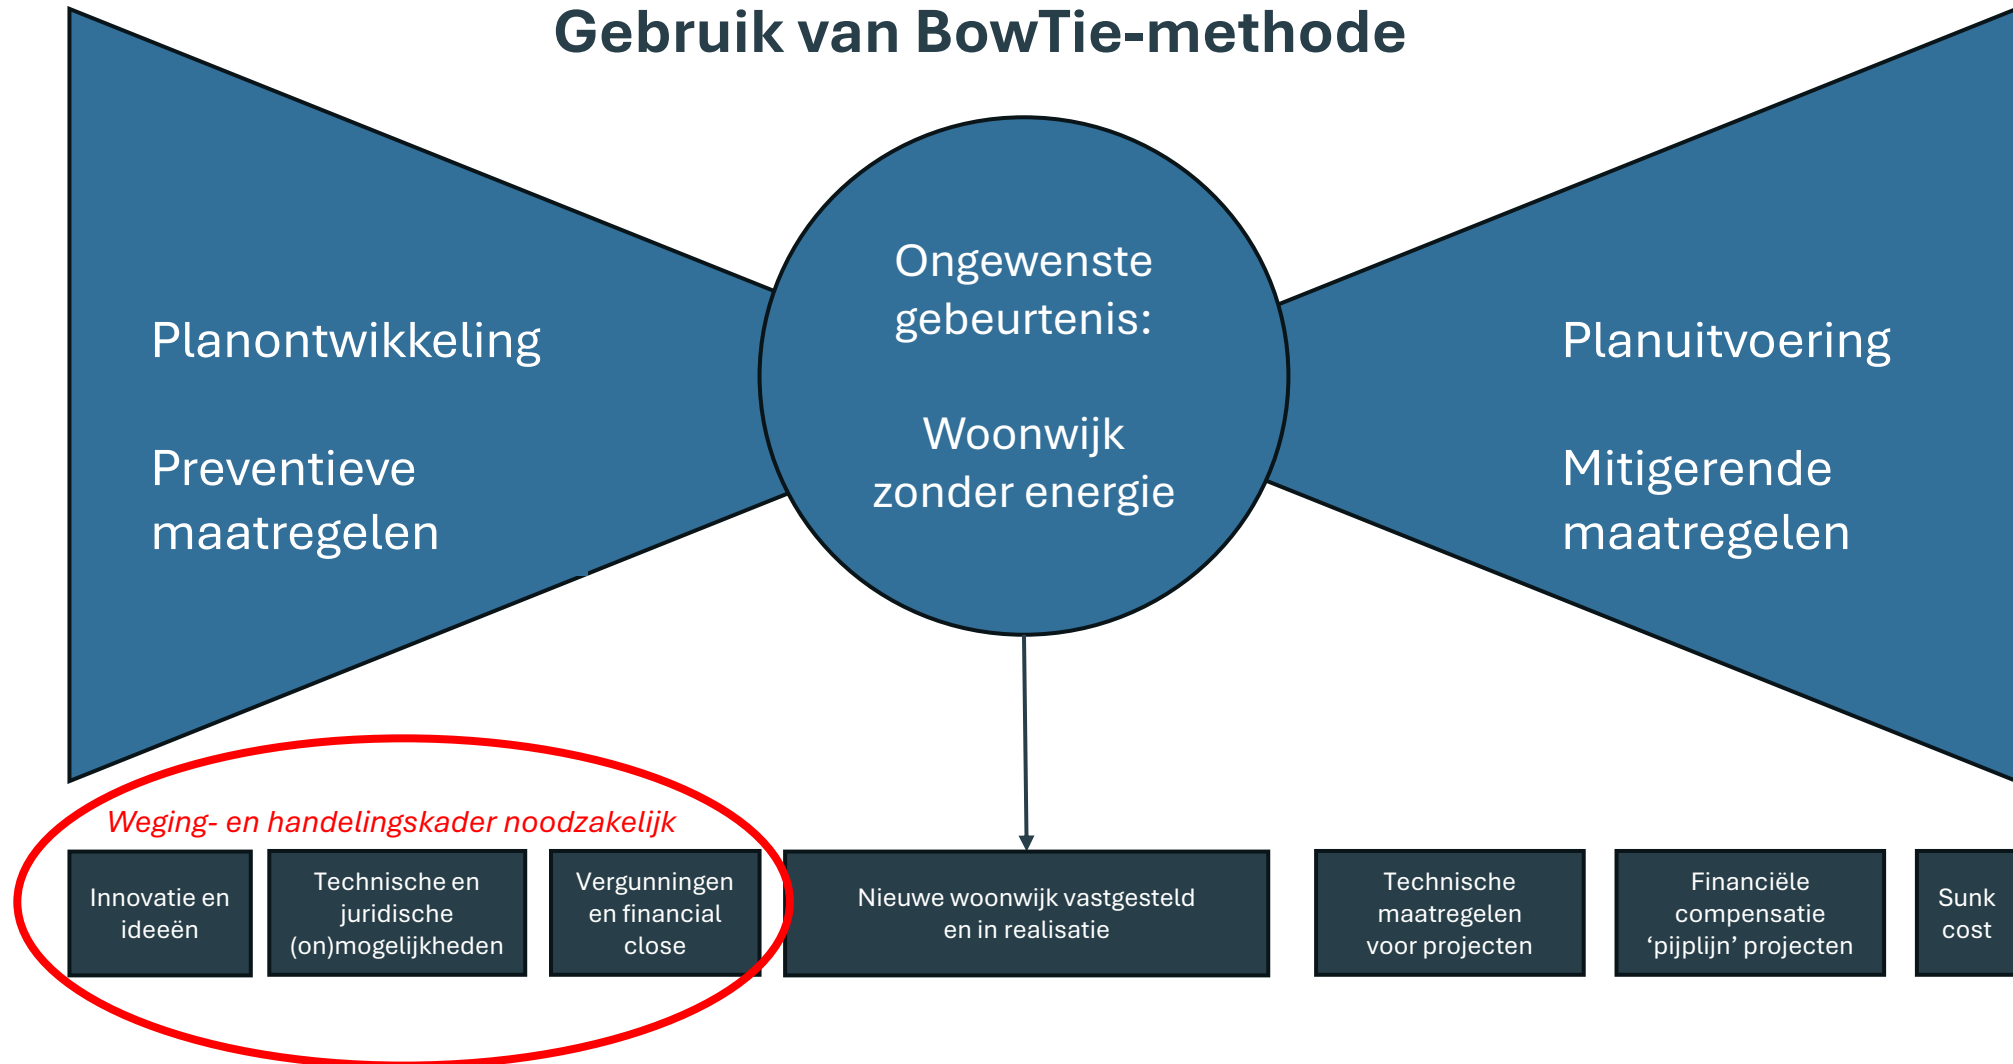 Gebruik van BowTie-methode
Planontwikkeling
Preventieve
maatregelen
Ongewenste
gebeurtenis:
Woonwijk
zonder energie
Planuitvoering
Mitigerende
maatregelen
Weging- en handelingskader noodzakelijk
Innovatie en
ideeën
Technische en
juridische
(on)mogelijkheden
Vergunningen
en financial
close
Nieuwe woonwijk vastgesteld
en in realisatie
Technische
maatregelen
voor projecten
Financiële
compensatie
‘pijplijn’ projecten
Sunk
cost